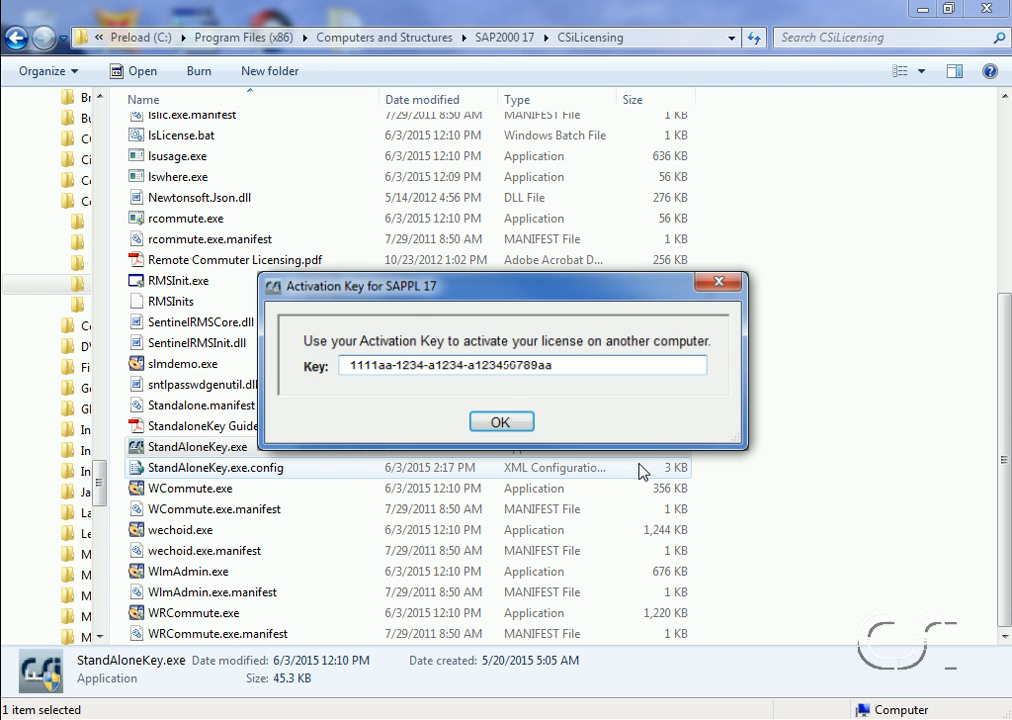 « Preload (C:) ▸ Program Files (x86) ▸ Computers and Structures ▸ SAP2000 17 ▸ CSiLicensing
Search CSiLicensing
Organize Open Burn New folder
Name Date modified Type Size
lslic.exe.manifest 7/29/2011 8:50 AM MANIFEST File 1 KB
lsLicense.bat 6/3/2015 12:10 PM Windows Batch File 1 KB
lsusage.exe 6/3/2015 12:10 PM Application 636 KB
lswhere.exe 6/3/2015 12:09 PM Application 56 KB
Newtonsoft.Json.dll 5/14/2012 4:56 PM DLL File 276 KB
rcommute.exe 6/3/2015 12:10 PM Application 56 KB
rcommute.exe.manifest 7/29/2011 8:50 AM MANIFEST File 1 KB
Remote Commuter Licensing.pdf 10/23/2012 1:02 PM Adobe Acrobat D... 256 KB
RMSInit.exe
RMSInits
SentinelRMSCore.dll
SentinelRMSInit.dll
slmdemo.exe
sntlpasswdgenutil.dll
Standalone.manifest
StandaloneKey Guide
StandAloneKey.exe
Activation Key for SAPPL 17
Use your Activation Key to activate your license on another computer.
Key: 1111aa-1234-a1234-a123456789aa
OK
StandAloneKey.exe.config 6/3/2015 2:17 PM XML Configuratio... 3 KB
WCommute.exe 6/3/2015 12:10 PM Application 356 KB
WCommute.exe.manifest 7/29/2011 8:50 AM MANIFEST File 1 KB
wechoid.exe 6/3/2015 12:10 PM Application 1,244 KB
wechoid.exe.manifest 7/29/2011 8:50 AM MANIFEST File 1 KB
WlmAdmin.exe 6/3/2015 12:10 PM Application 676 KB
WlmAdmin.exe.manifest 7/29/2011 8:50 AM MANIFEST File 1 KB
WRCommute.exe 6/3/2015 12:10 PM Application 1,220 KB
WRCommute.exe.manifest 7/29/2011 8:50 AM MANIFEST File 1 KB
StandAloneKey.exe Date modified: 6/3/2015 12:10 PM Date created: 5/20/2015 5:05 AM
Application Size: 45.3 KB
1 item selected Computer